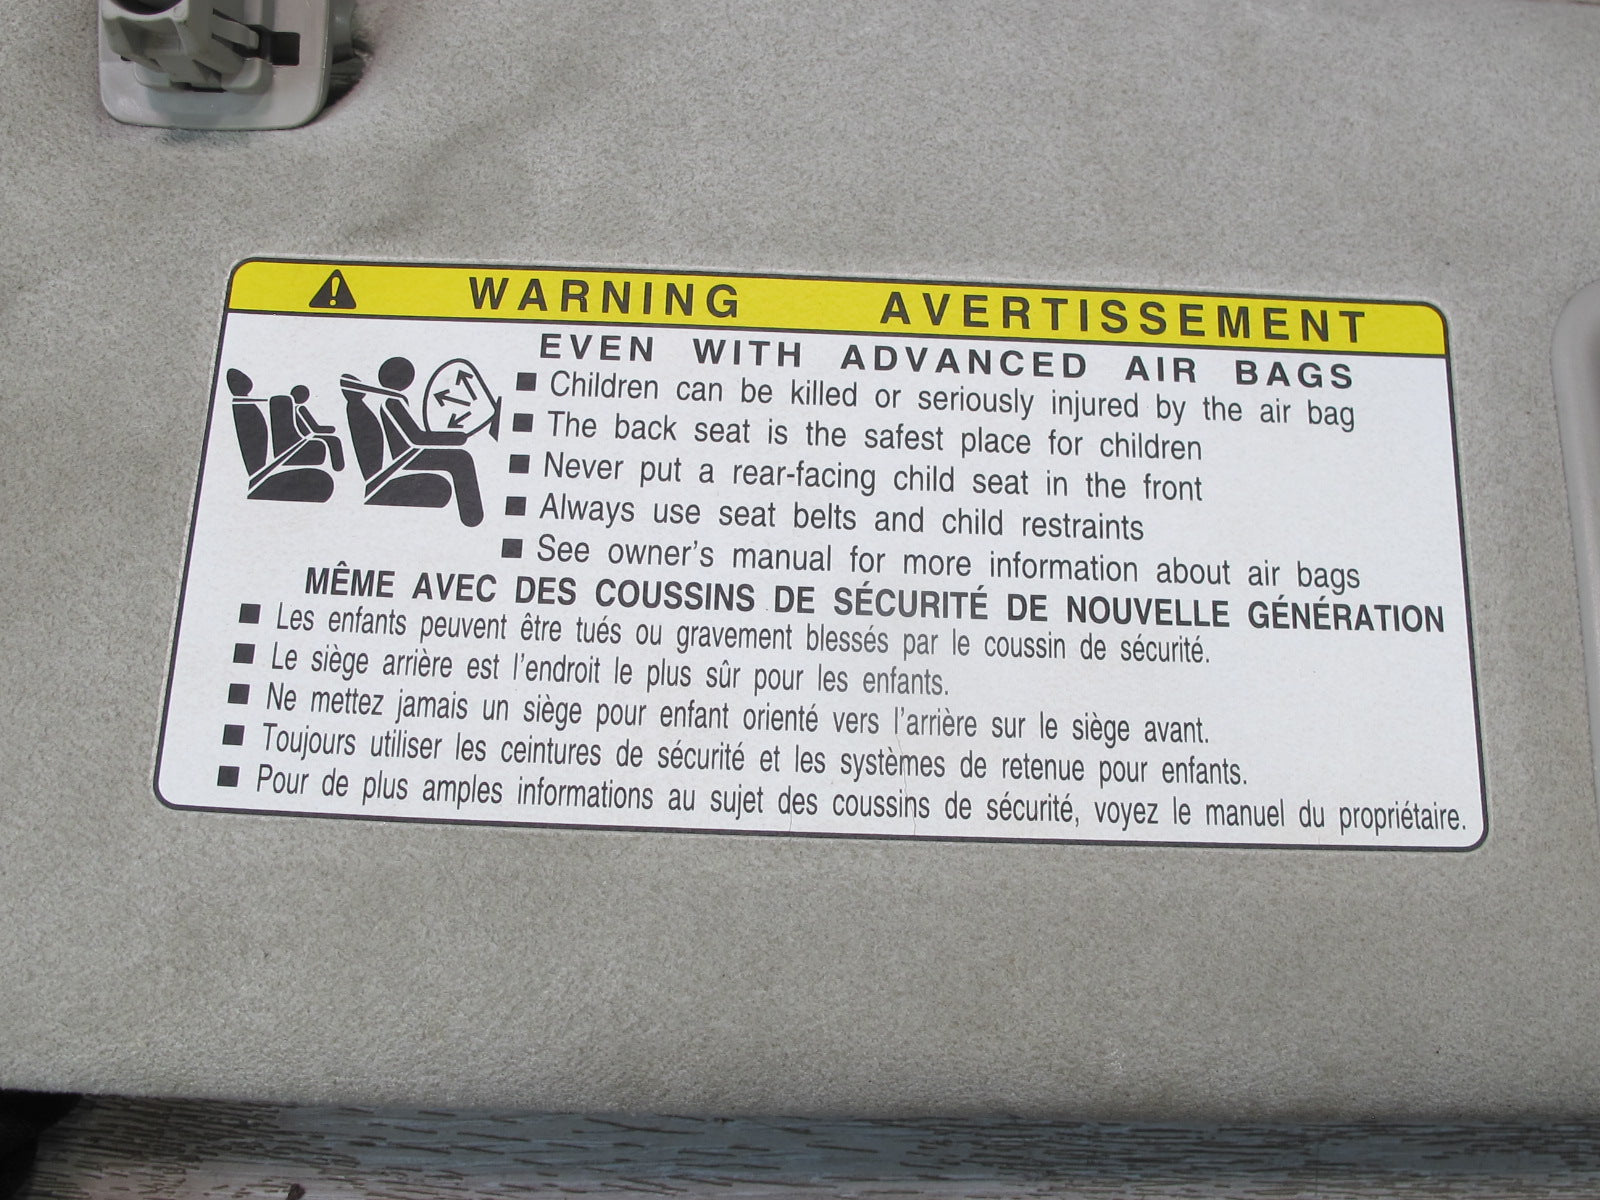 WARNING AVERTISSEMENT
EVEN WITH ADVANCED AIR BAGS
■ Children can be killed or seriously injured by the air bag
■ The back seat is the safest place for children
■ Never put a rear-facing child seat in the front
■ Always use seat belts and child restraints
■ See owner's manual for more information about air bags
MÊME AVEC DES COUSSINS DE SÉCURITÉ DE NOUVELLE GÉNÉRATION
■ Les enfants peuvent être tués ou gravement blessés par le coussin de sécurité.
■ Le siège arrière est l'endroit le plus sûr pour les enfants.
■ Ne mettez jamais un siège pour enfant orienté vers l'arrière sur le siège avant.
■ Toujours utiliser les ceintures de sécurité et les systèmes de retenue pour enfants.
■ Pour de plus amples informations au sujet des coussins de sécurité, voyez le manuel du propriétaire.